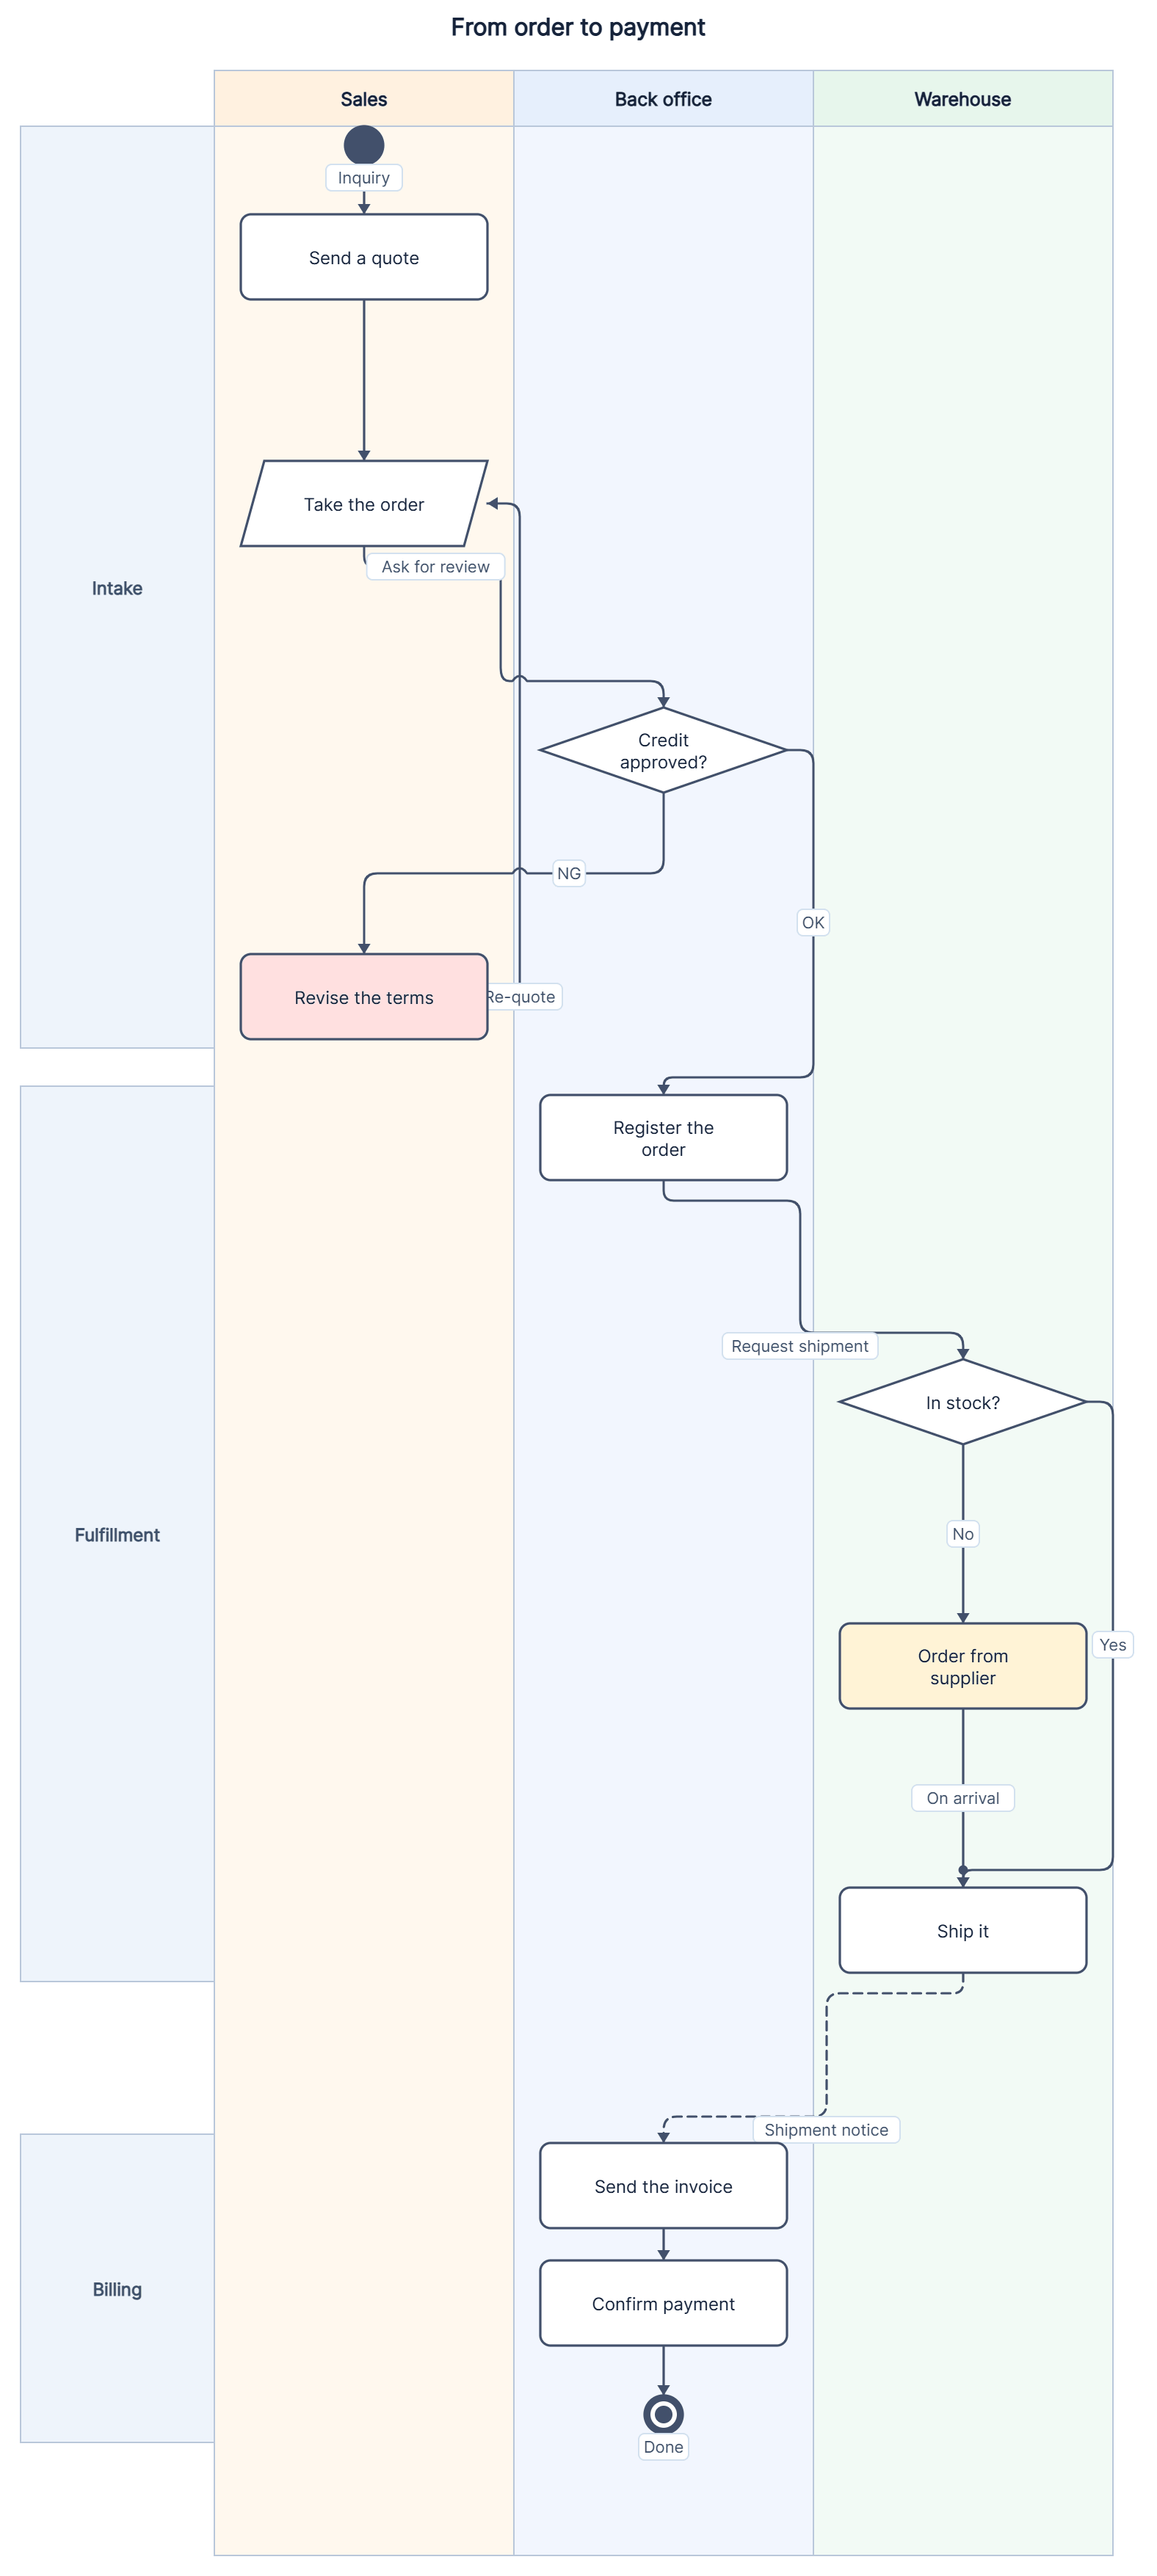 From order to payment
Sales
Back office
Warehouse
Inquiry
Send a quote
Take the order
Ask for review
Intake
Credit
approved?
NG
OK
Revise the terms
Re-quote
Register the
order
Request shipment
In stock?
Fulfillment
No
Yes
Order from
supplier
On arrival
Ship it
Shipment notice
Send the invoice
Billing
Confirm payment
Done